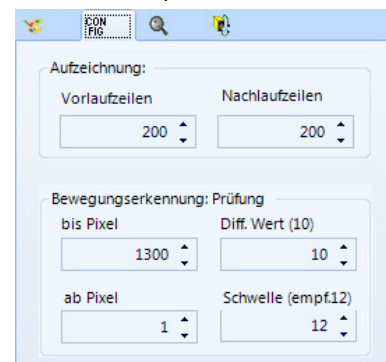 CON
FIG
Aufzeichnung:
Vorlaufzeilen Nachlaufzeilen
200 200
Bewegungserkennung: Prüfung
bis Pixel Diff. Wert (10)
1300 10
ab Pixel Schwelle (empf.12)
1 12